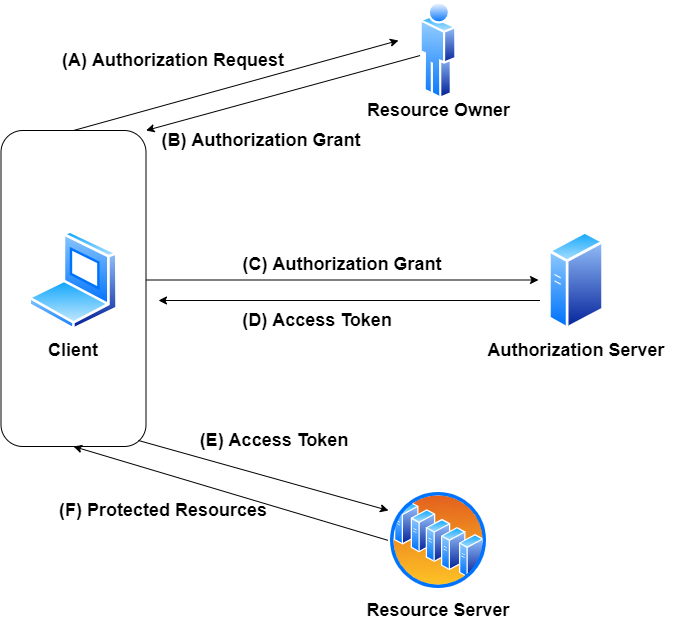 (A) Authorization Request
Resource Owner
(B) Authorization Grant
(C) Authorization Grant
(D) Access Token
Client
Authorization Server
(E) Access Token
(F) Protected Resources
Resource Server